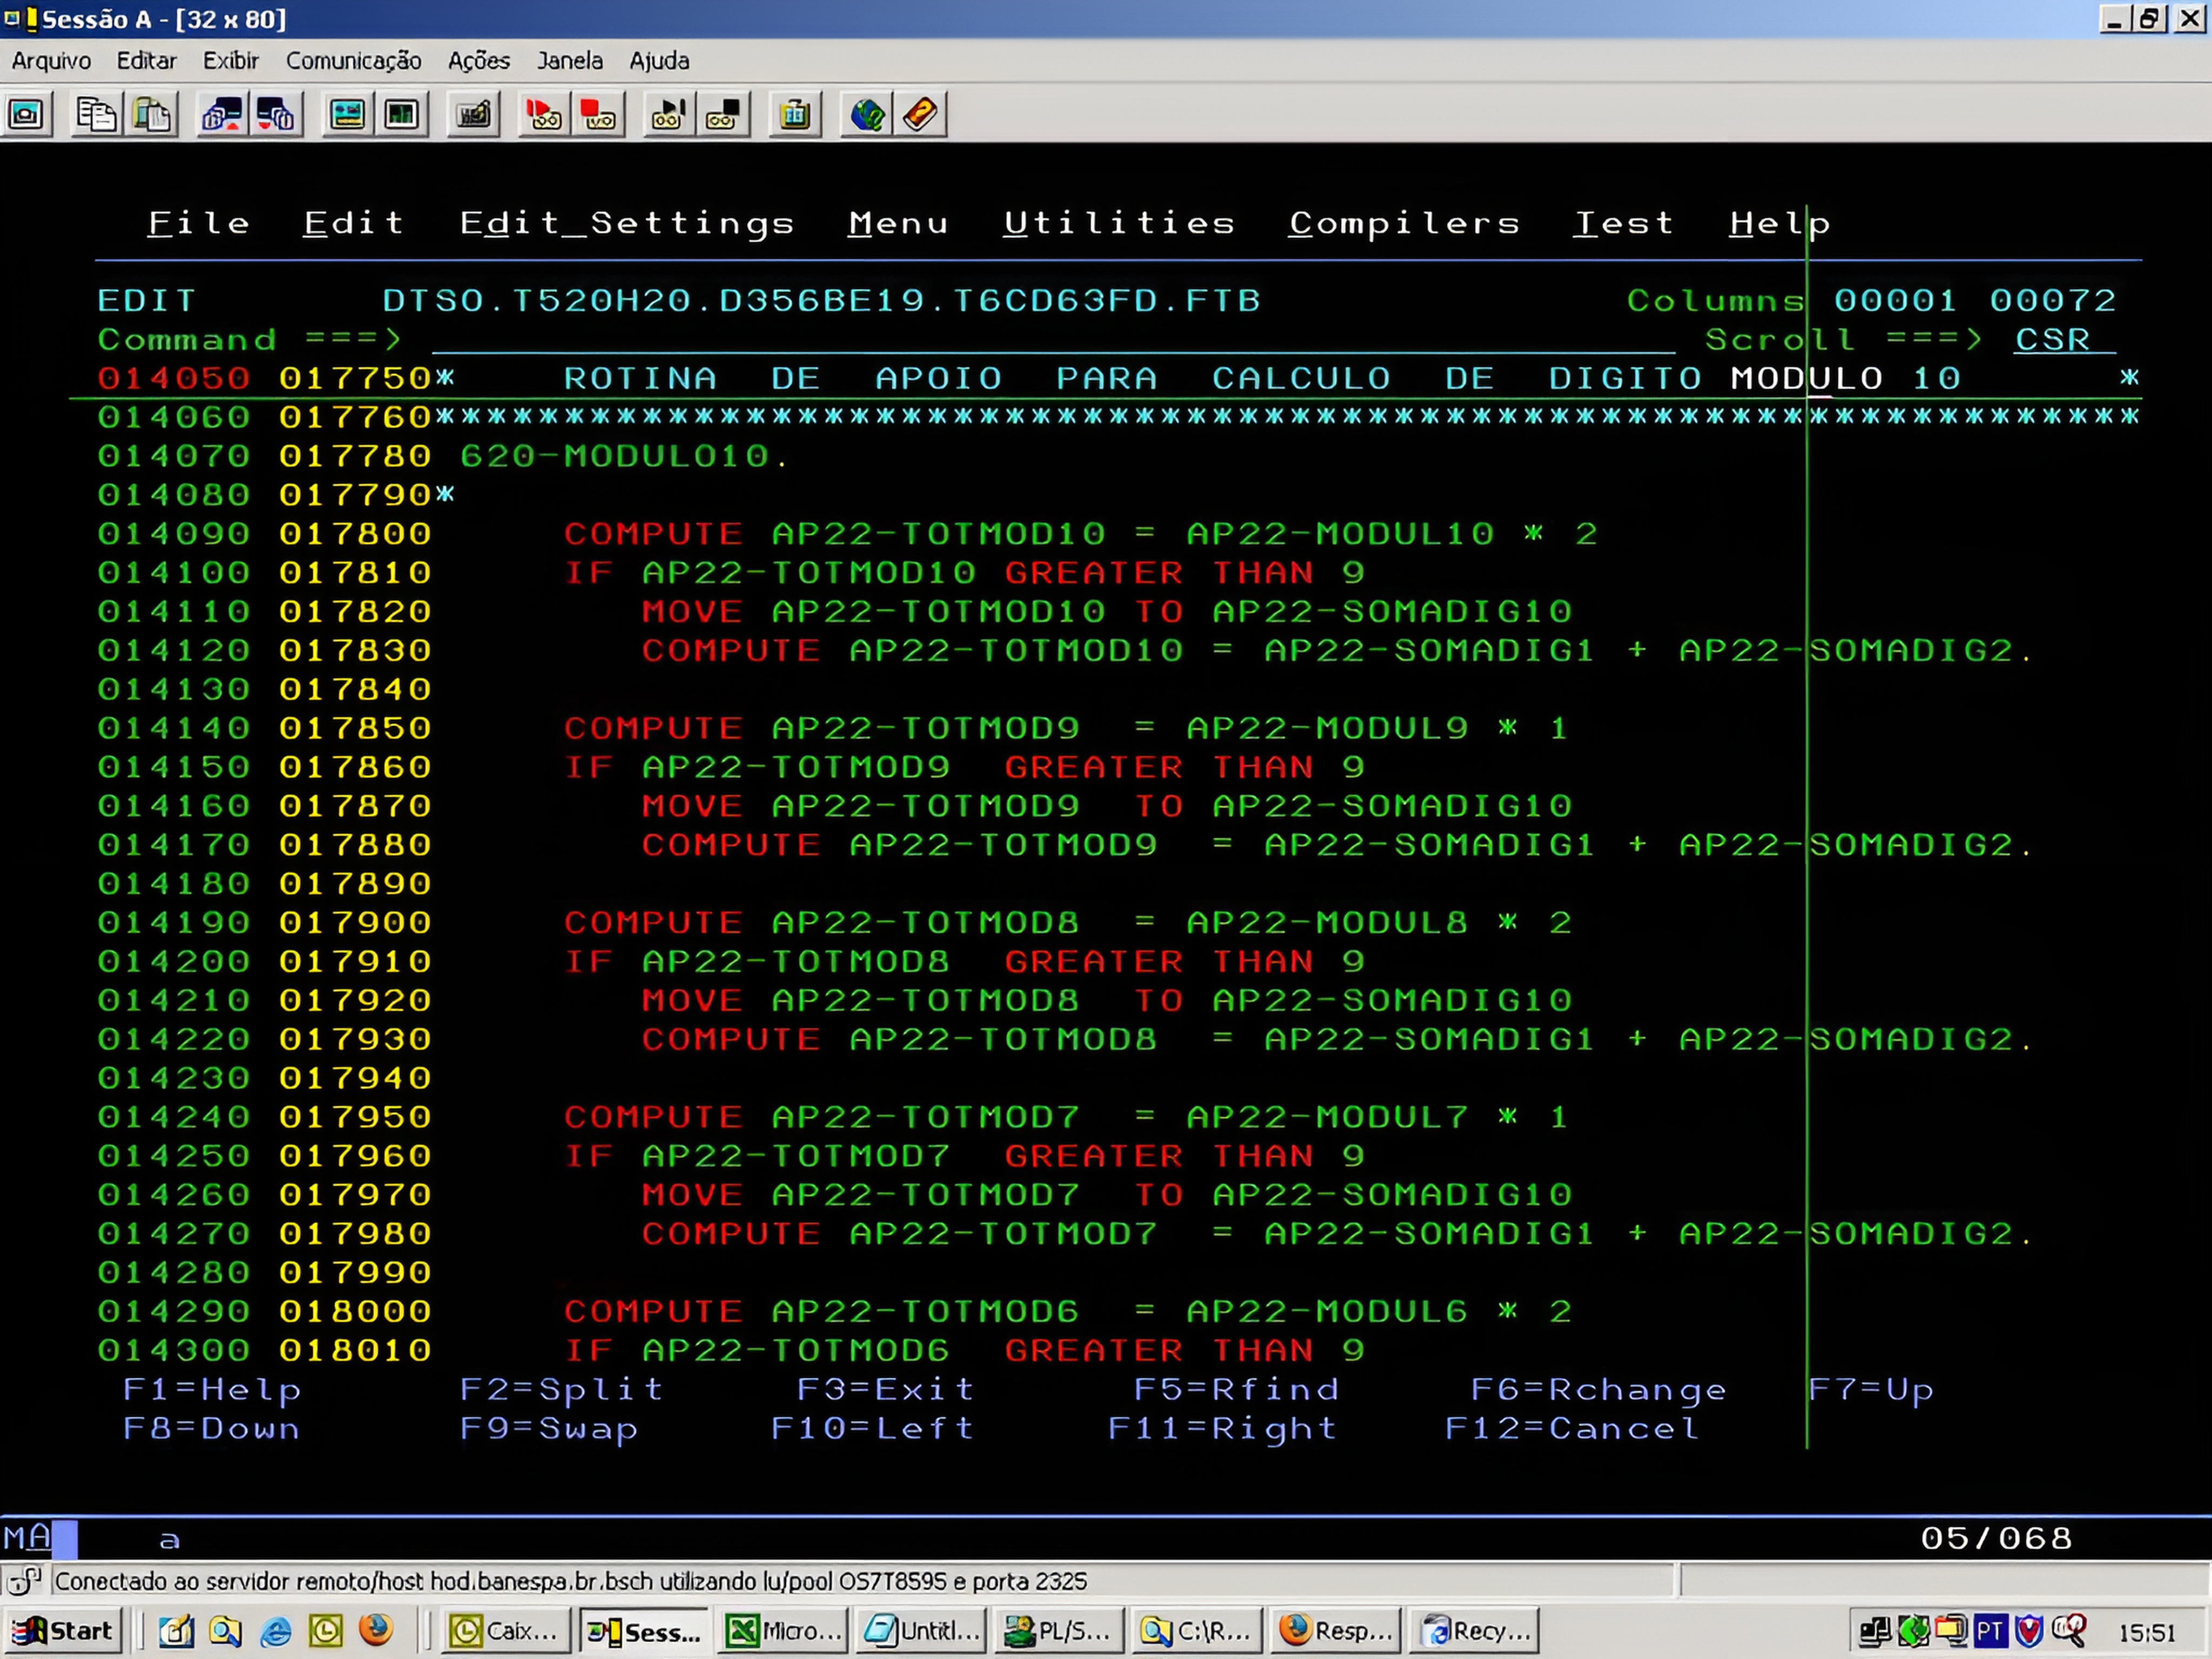 Sessão A - [32 x 80]
Arquivo Editar Exibir Comunicação Ações Janela Ajuda
File Edit Edit_Settings Menu Utilities Compilers Test Help
EDIT DTSO.T520H20.D356BE19.T6CD63FD.FTB Columns 00001 00072
Command ===> Scroll ===> CSR
014050 017750* ROTINA DE APOIO PARA CALCULO DE DIGITO MODULO 10 *
014060 017760******************************************************************
014070 017780 620-MODULO10.
014080 017790*
014090 017800 COMPUTE AP22-TOTMOD10 = AP22-MODUL10 * 2
014100 017810 IF AP22-TOTMOD10 GREATER THAN 9
014110 017820 MOVE AP22-TOTMOD10 TO AP22-SOMADIG10
014120 017830 COMPUTE AP22-TOTMOD10 = AP22-SOMADIG1 + AP22-SOMADIG2.
014130 017840
014140 017850 COMPUTE AP22-TOTMOD9 = AP22-MODUL9 * 1
014150 017860 IF AP22-TOTMOD9 GREATER THAN 9
014160 017870 MOVE AP22-TOTMOD9 TO AP22-SOMADIG10
014170 017880 COMPUTE AP22-TOTMOD9 = AP22-SOMADIG1 + AP22-SOMADIG2.
014180 017890
014190 017900 COMPUTE AP22-TOTMOD8 = AP22-MODUL8 * 2
014200 017910 IF AP22-TOTMOD8 GREATER THAN 9
014210 017920 MOVE AP22-TOTMOD8 TO AP22-SOMADIG10
014220 017930 COMPUTE AP22-TOTMOD8 = AP22-SOMADIG1 + AP22-SOMADIG2.
014230 017940
014240 017950 COMPUTE AP22-TOTMOD7 = AP22-MODUL7 * 1
014250 017960 IF AP22-TOTMOD7 GREATER THAN 9
014260 017970 MOVE AP22-TOTMOD7 TO AP22-SOMADIG10
014270 017980 COMPUTE AP22-TOTMOD7 = AP22-SOMADIG1 + AP22-SOMADIG2.
014280 017990
014290 018000 COMPUTE AP22-TOTMOD6 = AP22-MODUL6 * 2
014300 018010 IF AP22-TOTMOD6 GREATER THAN 9
F1=Help F2=Split F3=Exit F5=Rfind F6=Rchange F7=Up
F8=Down F9=Swap F10=Left F11=Right F12=Cancel
MA a 05/068
Conectado ao servidor remoto/host hod.banespa.br.bsch utilizando lu/pool OS7T8595 e porta 2325
Start Caix... Sess... Micro... Untitl... PL/S... C:\R... Resp... Recy... PT 15:51